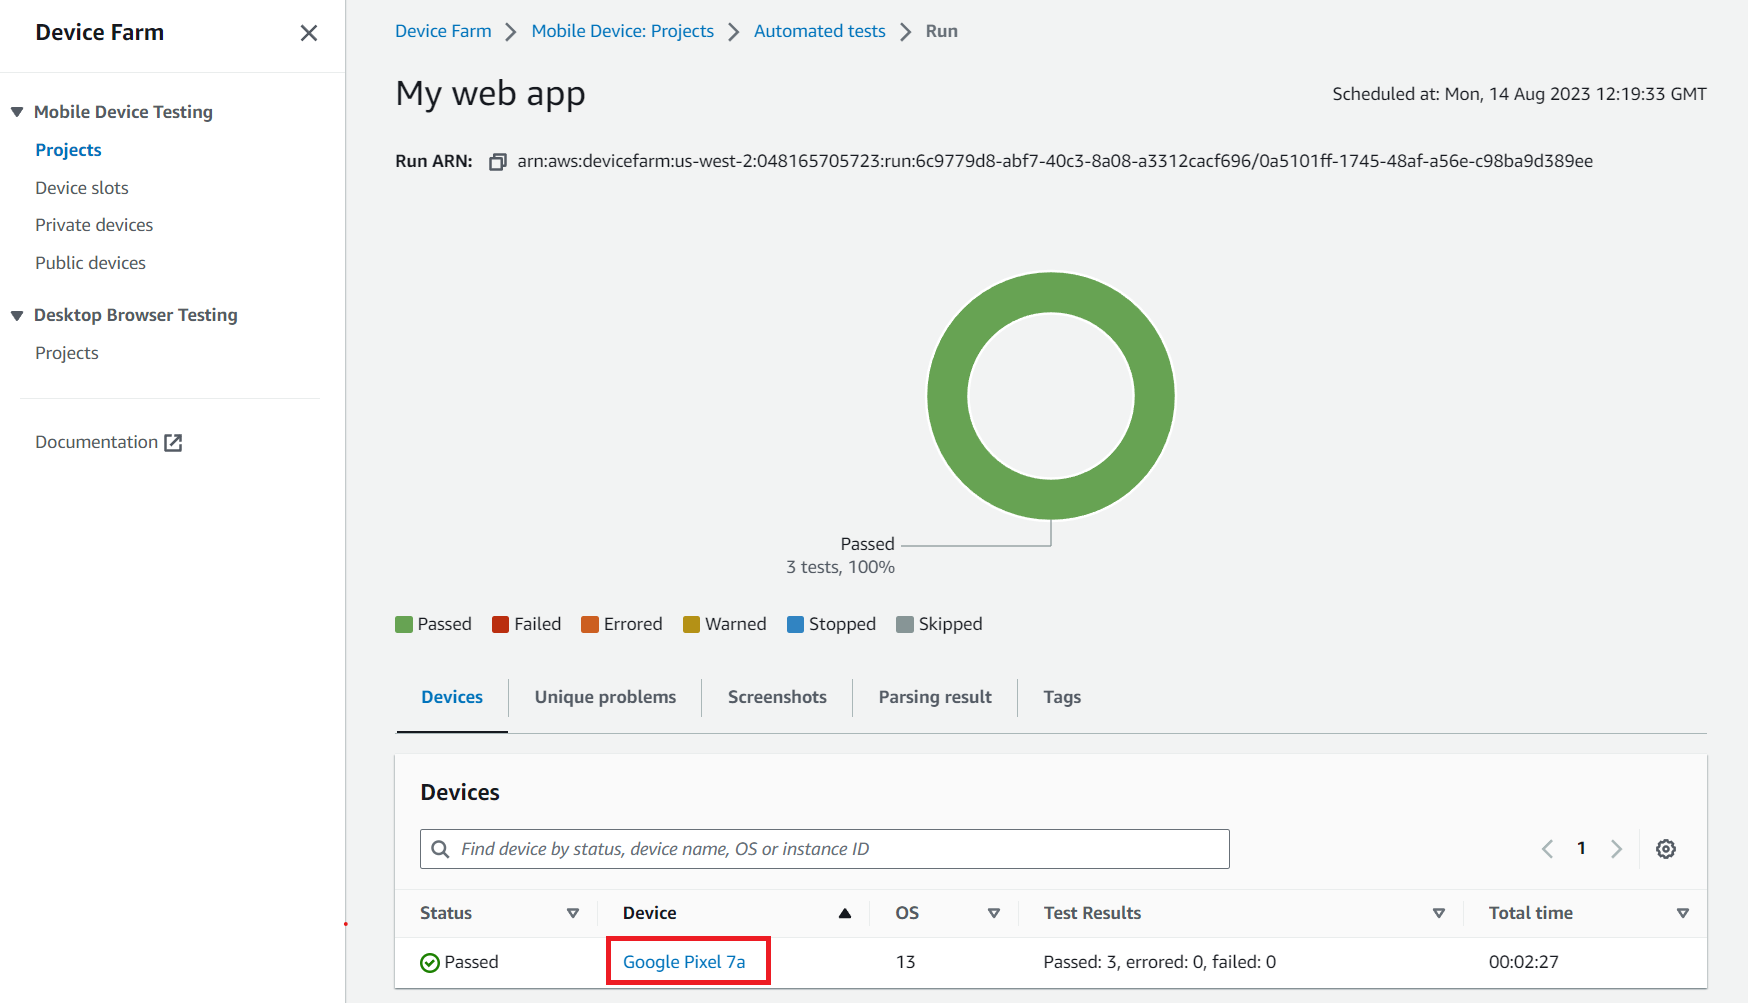 Device Farm
Mobile Device Testing
Projects
Device slots
Private devices
Public devices
Desktop Browser Testing
Projects
Documentation
Device Farm > Mobile Device: Projects > Automated tests > Run
My web app
Scheduled at: Mon, 14 Aug 2023 12:19:33 GMT
Run ARN: arn:aws:devicefarm:us-west-2:048165705723:run:6c9779d8-abf7-40c3-8a08-a3312cacf696/0a5101ff-1745-48af-a56e-c98ba9d389ee
Passed
3 tests, 100%
Passed Failed Errored Warned Stopped Skipped
Devices Unique problems Screenshots Parsing result Tags
Devices
Find device by status, device name, OS or instance ID
1
Status Device OS Test Results Total time
Passed Google Pixel 7a 13 Passed: 3, errored: 0, failed: 0 00:02:27